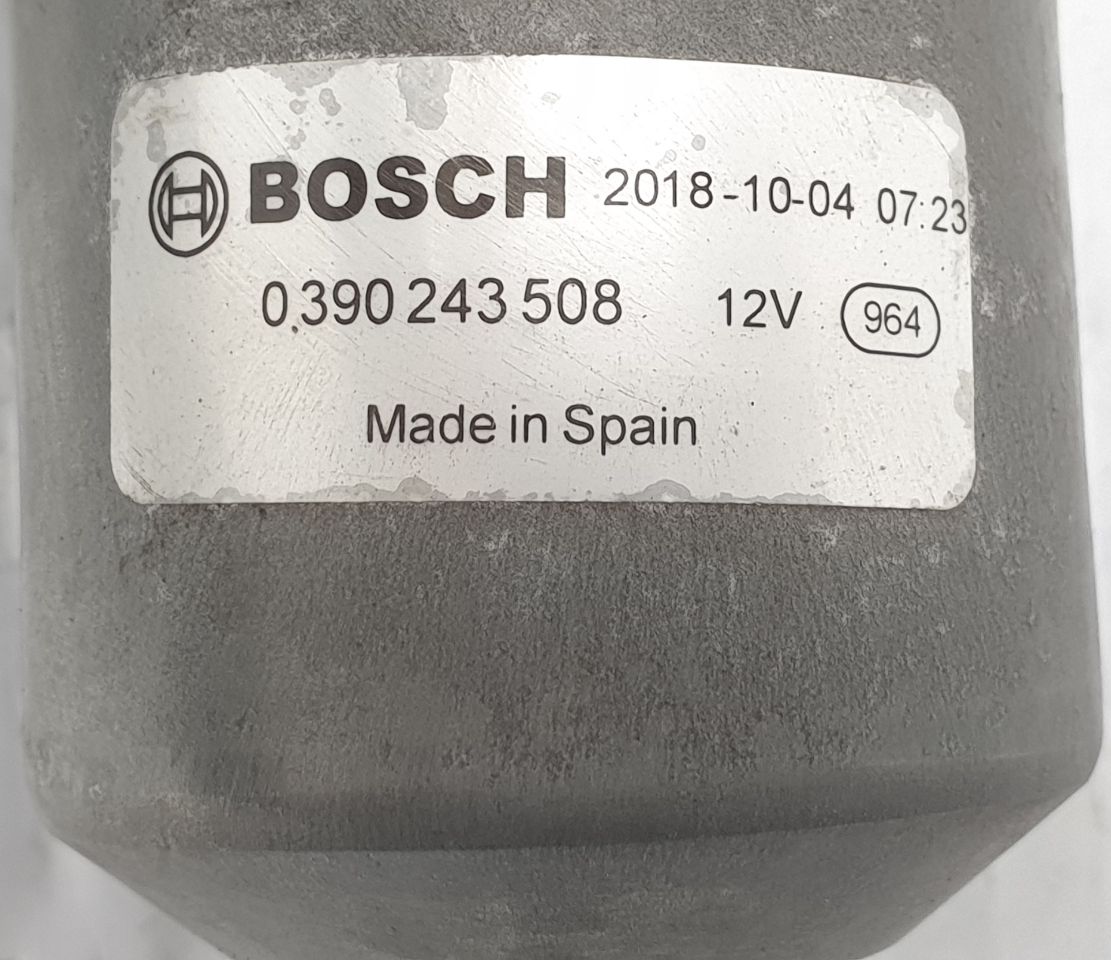 BOSCH 2018-10-04 07:23
0 390 243 508 12V 964
Made in Spain